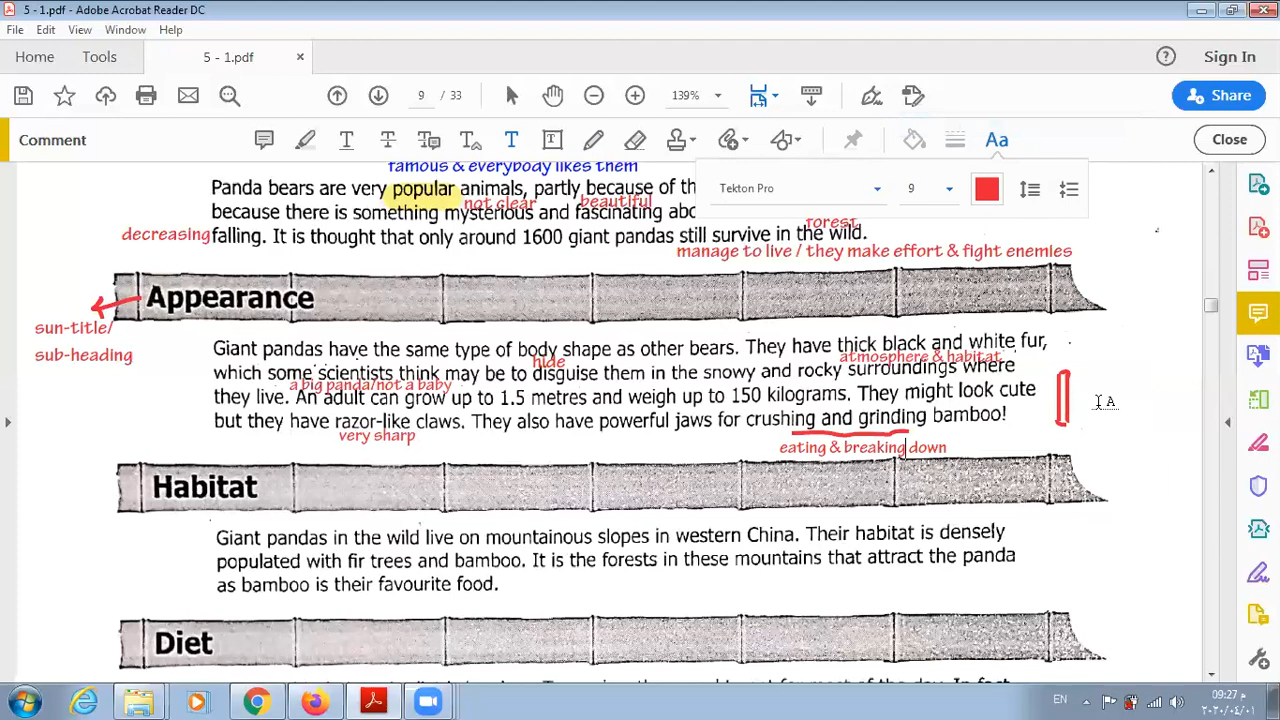 5 - 1.pdf - Adobe Acrobat Reader DC
File Edit View Window Help
Home Tools 5 - 1.pdf × Sign In
9 / 33 139% Share
Comment Close
Tekton Pro 9
famous & everybody likes them
Panda bears are very popular animals, partly because of th
not clear beautiful
because there is something mysterious and fascinating abo
forest
decreasing
falling. It is thought that only around 1600 giant pandas still survive in the wild.
manage to live / they make effort & fight enemies
Appearance
sun-title/
sub-heading
Giant pandas have the same type of body shape as other bears. They have thick black and white fur,
hide atmosphere & habitat
which some scientists think may be to disguise them in the snowy and rocky surroundings where
a big panda/not a baby
they live. An adult can grow up to 1.5 metres and weigh up to 150 kilograms. They might look cute
but they have razor-like claws. They also have powerful jaws for crushing and grinding bamboo!
very sharp
eating & breaking down
Habitat
Giant pandas in the wild live on mountainous slopes in western China. Their habitat is densely
populated with fir trees and bamboo. It is the forests in these mountains that attract the panda
as bamboo is their favourite food.
Diet
EN
09:27 م
٢٠٢٠/٠٤/٠١